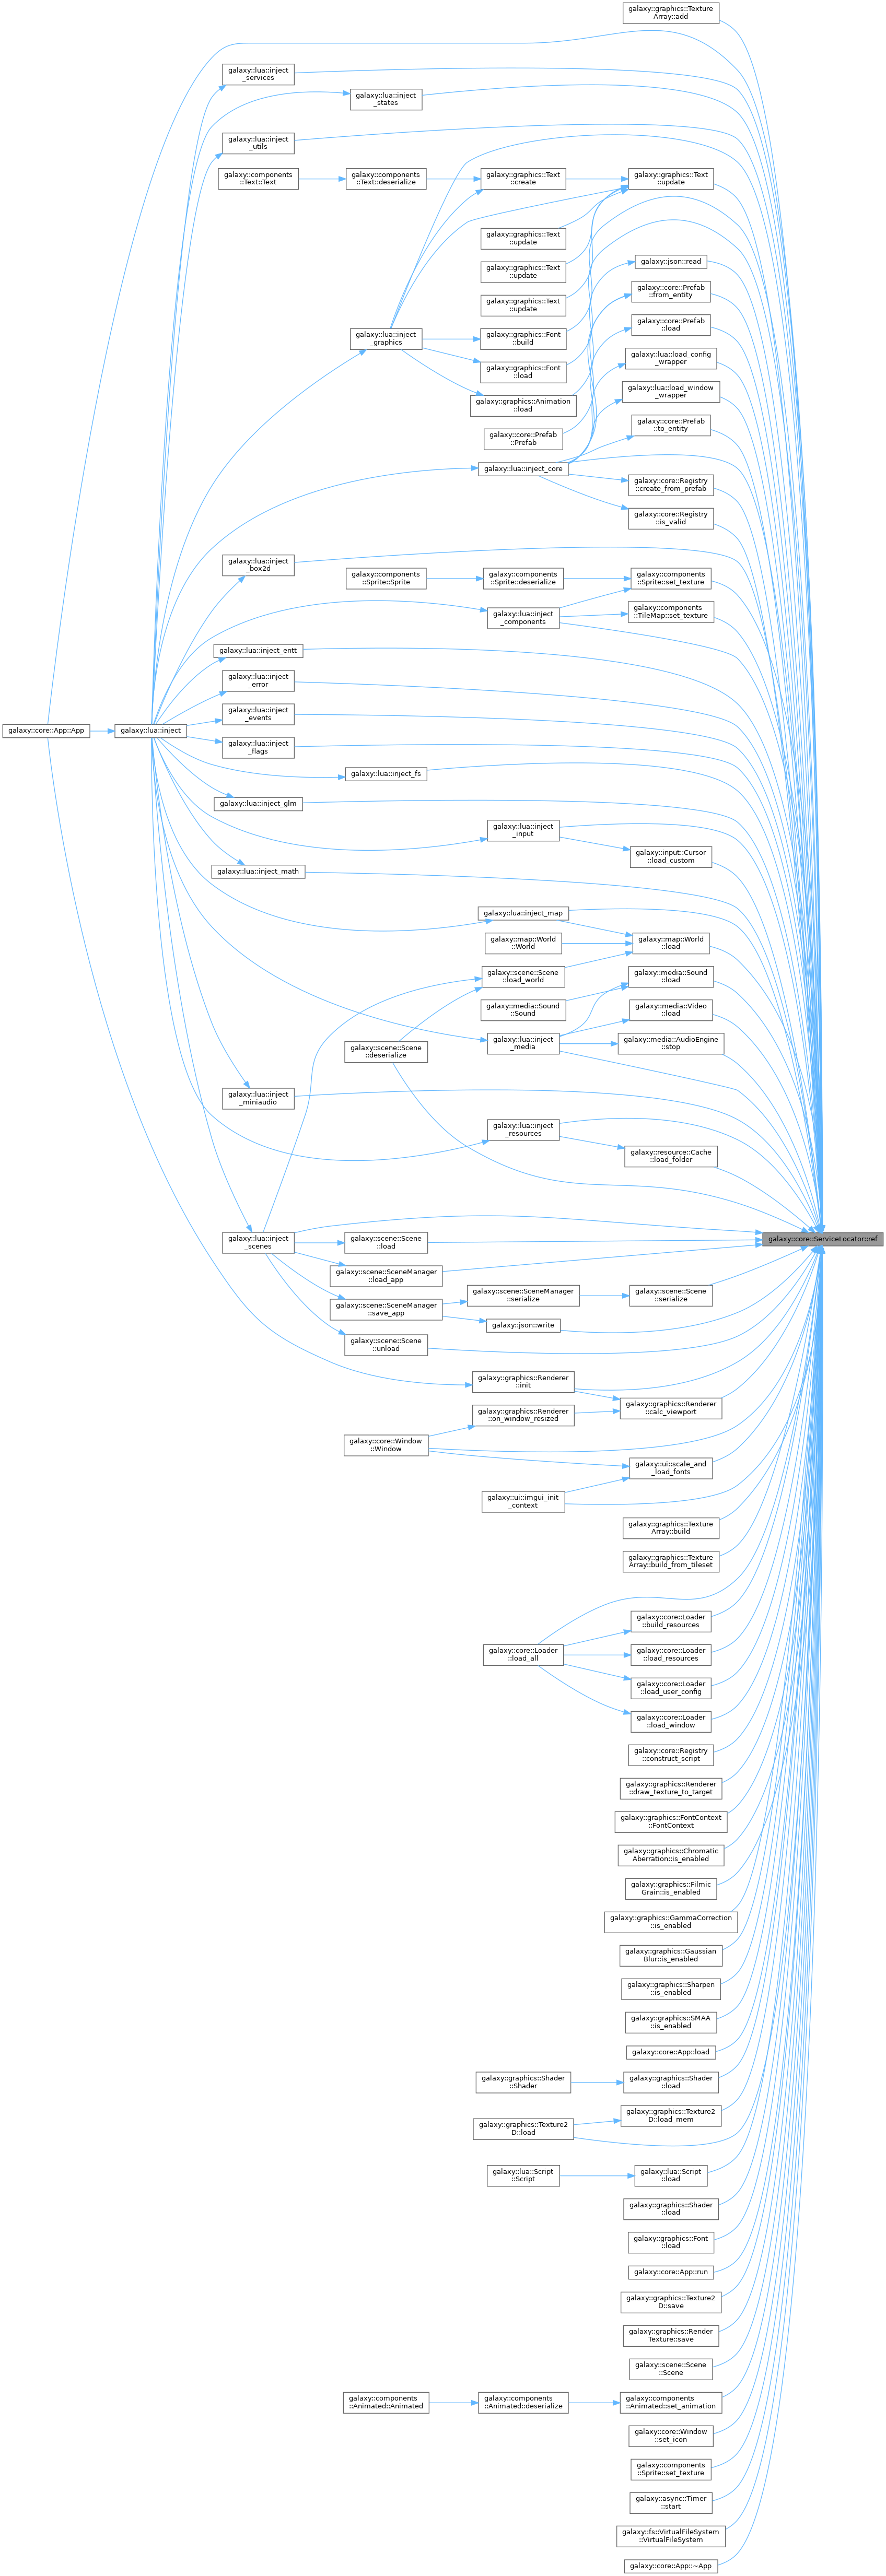 galaxy::graphics::Texture
Array::add
galaxy::lua::inject
_services
galaxy::lua::inject
_states
galaxy::lua::inject
_utils
galaxy::components
::Text::Text
galaxy::components
::Text::deserialize
galaxy::graphics::Text
::create
galaxy::graphics::Text
::update
galaxy::graphics::Text
::update
galaxy::json::read
galaxy::graphics::Text
::update
galaxy::core::Prefab
::from_entity
galaxy::graphics::Text
::update
galaxy::core::Prefab
::load
galaxy::lua::inject
_graphics
galaxy::graphics::Font
::build
galaxy::lua::load_config
_wrapper
galaxy::graphics::Font
::load
galaxy::lua::load_window
_wrapper
galaxy::graphics::Animation
::load
galaxy::core::Prefab
::to_entity
galaxy::core::Prefab
::Prefab
galaxy::lua::inject_core
galaxy::core::Registry
::create_from_prefab
galaxy::core::Registry
::is_valid
galaxy::lua::inject
_box2d
galaxy::components
::Sprite::Sprite
galaxy::components
::Sprite::deserialize
galaxy::components
::Sprite::set_texture
galaxy::lua::inject
_components
galaxy::components
::TileMap::set_texture
galaxy::lua::inject_entt
galaxy::lua::inject
_error
galaxy::lua::inject
_events
galaxy::core::App::App
galaxy::lua::inject
galaxy::lua::inject
_flags
galaxy::lua::inject_fs
galaxy::lua::inject_glm
galaxy::lua::inject
_input
galaxy::input::Cursor
::load_custom
galaxy::lua::inject_math
galaxy::lua::inject_map
galaxy::map::World
::World
galaxy::map::World
::load
galaxy::scene::Scene
::load_world
galaxy::media::Sound
::load
galaxy::media::Sound
::Sound
galaxy::media::Video
::load
galaxy::scene::Scene
::deserialize
galaxy::lua::inject
_media
galaxy::media::AudioEngine
::stop
galaxy::lua::inject
_miniaudio
galaxy::lua::inject
_resources
galaxy::resource::Cache
::load_folder
galaxy::core::ServiceLocator::ref
galaxy::lua::inject
_scenes
galaxy::scene::Scene
::load
galaxy::scene::SceneManager
::load_app
galaxy::scene::SceneManager
::save_app
galaxy::scene::SceneManager
::serialize
galaxy::scene::Scene
::serialize
galaxy::json::write
galaxy::scene::Scene
::unload
galaxy::graphics::Renderer
::init
galaxy::graphics::Renderer
::on_window_resized
galaxy::graphics::Renderer
::calc_viewport
galaxy::core::Window
::Window
galaxy::ui::scale_and
_load_fonts
galaxy::ui::imgui_init
_context
galaxy::graphics::Texture
Array::build
galaxy::graphics::Texture
Array::build_from_tileset
galaxy::core::Loader
::build_resources
galaxy::core::Loader
::load_all
galaxy::core::Loader
::load_resources
galaxy::core::Loader
::load_user_config
galaxy::core::Loader
::load_window
galaxy::core::Registry
::construct_script
galaxy::graphics::Renderer
::draw_texture_to_target
galaxy::graphics::FontContext
::FontContext
galaxy::graphics::Chromatic
Aberration::is_enabled
galaxy::graphics::Filmic
Grain::is_enabled
galaxy::graphics::GammaCorrection
::is_enabled
galaxy::graphics::Gaussian
Blur::is_enabled
galaxy::graphics::Sharpen
::is_enabled
galaxy::graphics::SMAA
::is_enabled
galaxy::core::App::load
galaxy::graphics::Shader
::Shader
galaxy::graphics::Shader
::load
galaxy::graphics::Texture2
D::load
galaxy::graphics::Texture2
D::load_mem
galaxy::lua::Script
::Script
galaxy::lua::Script
::load
galaxy::graphics::Shader
::load
galaxy::graphics::Font
::load
galaxy::core::App::run
galaxy::graphics::Texture2
D::save
galaxy::graphics::Render
Texture::save
galaxy::scene::Scene
::Scene
galaxy::components
::Animated::Animated
galaxy::components
::Animated::deserialize
galaxy::components
::Animated::set_animation
galaxy::core::Window
::set_icon
galaxy::components
::Sprite::set_texture
galaxy::async::Timer
::start
galaxy::fs::VirtualFileSystem
::VirtualFileSystem
galaxy::core::App::~App